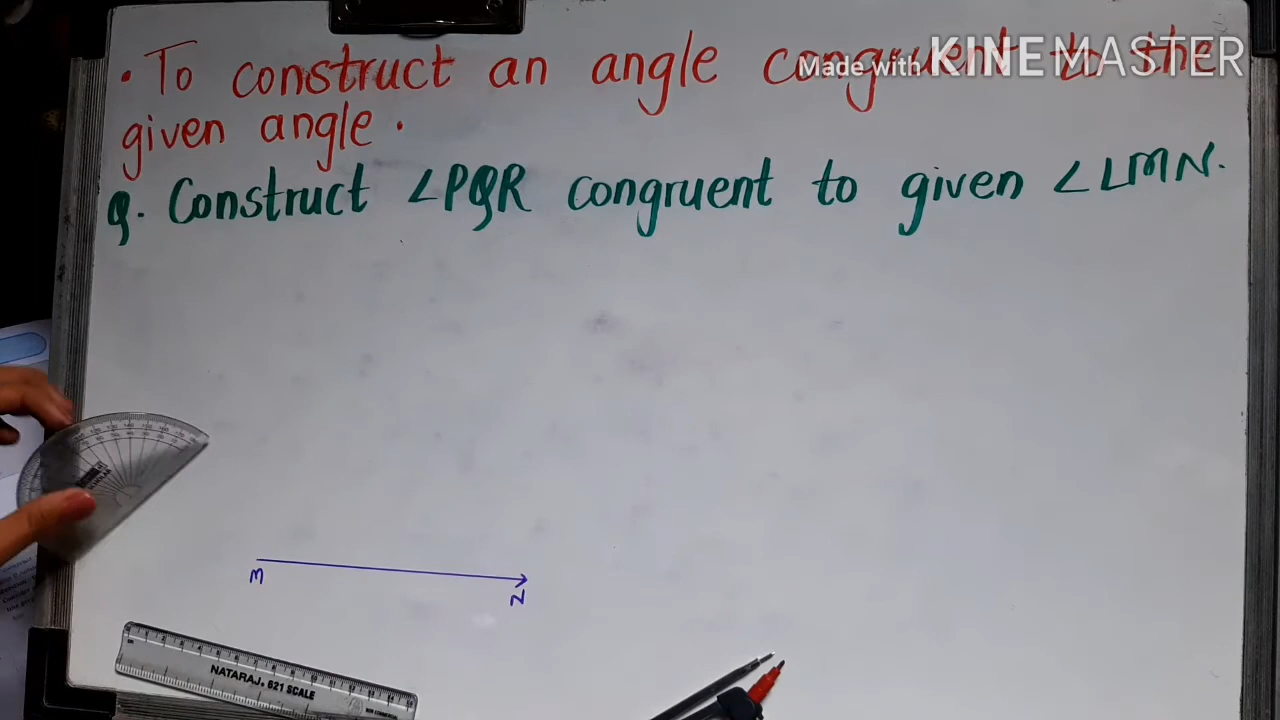 • To construct an angle congruent to the
Made with KINEMASTER
given angle.
Q. Construct ∠PQR congruent to given ∠LMN.
M
N
NATARAJ. 621 SCALE